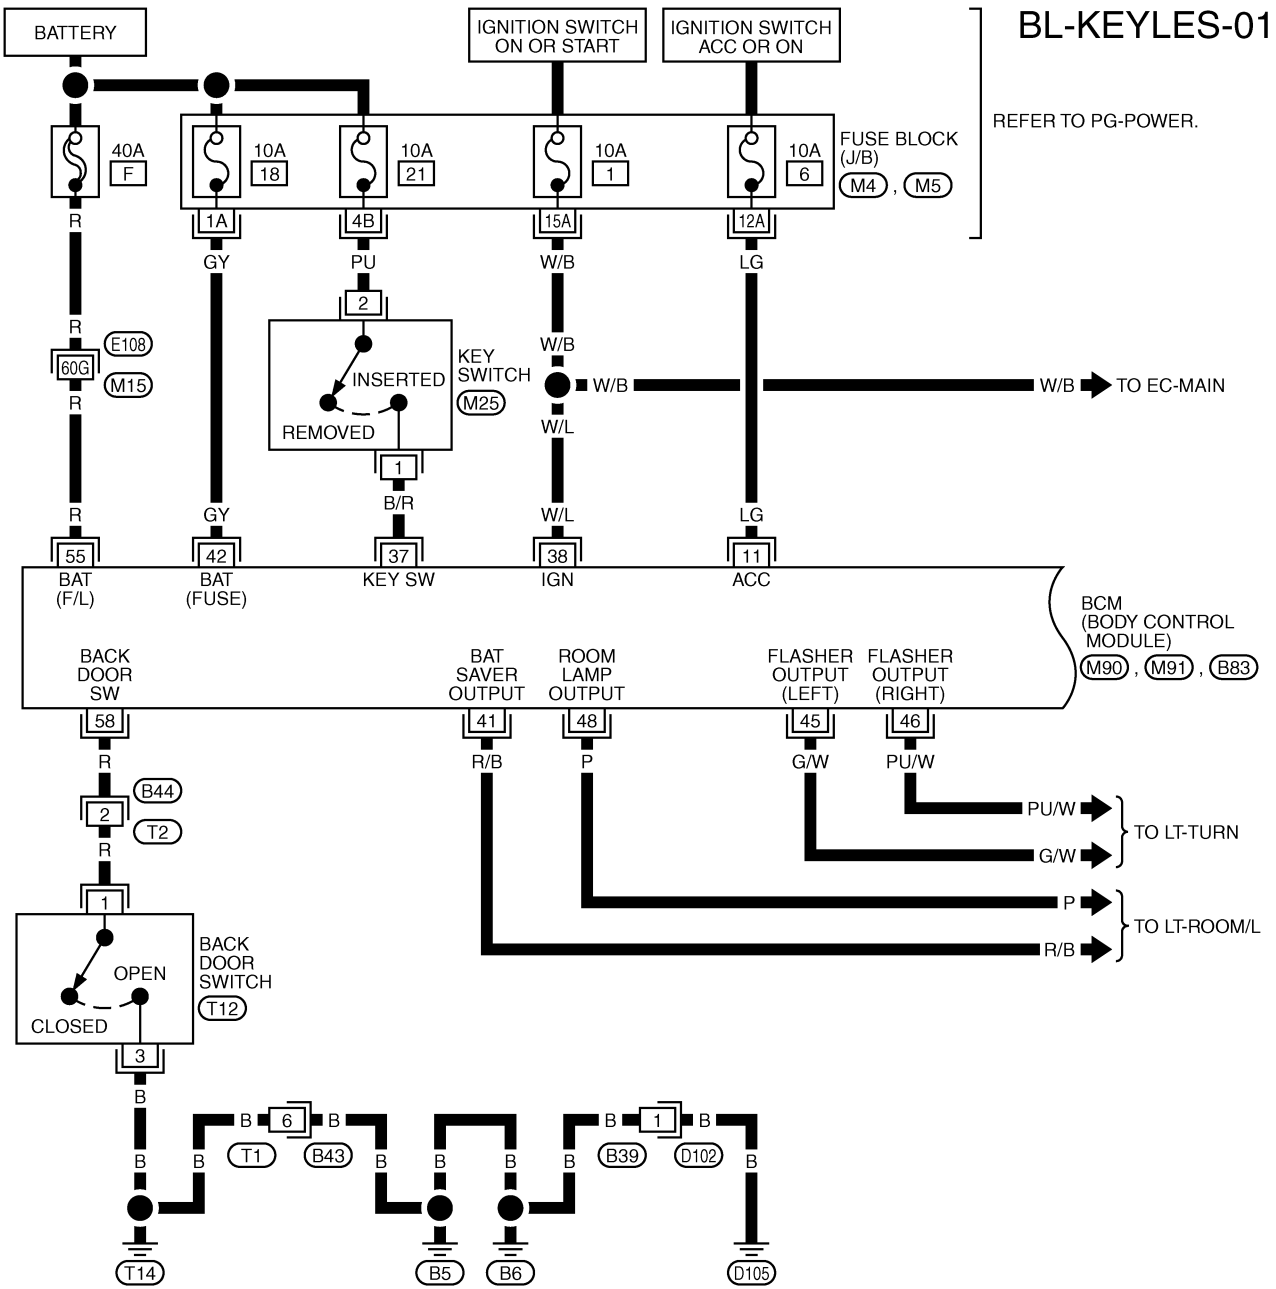 BL-KEYLES-01
BATTERY
IGNITION SWITCH
ON OR START
IGNITION SWITCH
ACC OR ON
REFER TO PG-POWER.
40A
F
10A
18
10A
21
10A
1
10A
6
FUSE BLOCK
(J/B)
M4 , M5
R
1A
4B
15A
12A
GY
PU
W/B
LG
2
R
E108
60G
M15
R
KEY
SWITCH
M25
INSERTED
REMOVED
1
B/R
W/B
W/B
W/B
TO EC-MAIN
W/L
R
GY
W/L
LG
55
42
37
38
11
BAT
(F/L)
BAT
(FUSE)
KEY SW
IGN
ACC
BCM
(BODY CONTROL
MODULE)
M90 , M91 , B83
BACK
DOOR
SW
BAT
SAVER
OUTPUT
ROOM
LAMP
OUTPUT
FLASHER
OUTPUT
(LEFT)
FLASHER
OUTPUT
(RIGHT)
58
41
48
45
46
R
R/B
P
G/W
PU/W
B44
2
T2
R
PU/W
G/W
TO LT-TURN
P
R/B
TO LT-ROOM/L
1
BACK
DOOR
SWITCH
T12
OPEN
CLOSED
3
B
B
B
B
6
B
T1
B43
B
B
B
B
B
1
B
B39
D102
B
T14
B5
B6
D105